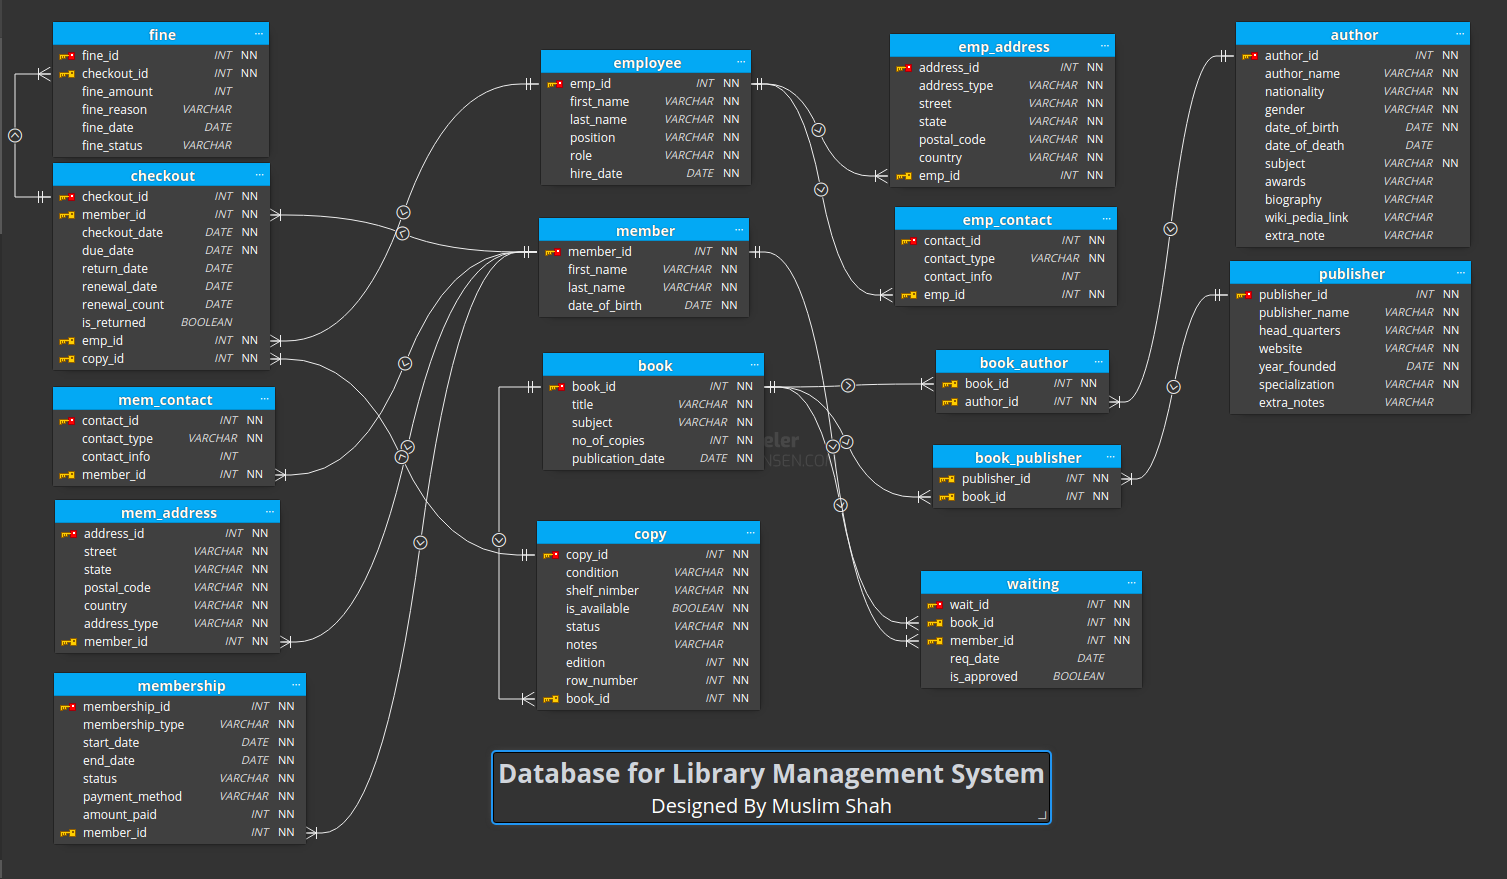 fine ...
fine_id INT NN
checkout_id INT NN
fine_amount INT
fine_reason VARCHAR
fine_date DATE
fine_status VARCHAR
checkout ...
checkout_id INT NN
member_id INT NN
checkout_date DATE NN
due_date DATE NN
return_date DATE
renewal_date DATE
renewal_count DATE
is_returned BOOLEAN
emp_id INT NN
copy_id INT NN
mem_contact ...
contact_id INT NN
contact_type VARCHAR NN
contact_info INT
member_id INT NN
mem_address ...
address_id INT NN
street VARCHAR NN
state VARCHAR NN
postal_code VARCHAR NN
country VARCHAR NN
address_type VARCHAR NN
member_id INT NN
membership ...
membership_id INT NN
membership_type VARCHAR NN
start_date DATE NN
end_date DATE NN
status VARCHAR NN
payment_method VARCHAR NN
amount_paid INT NN
member_id INT NN
employee ...
emp_id INT NN
first_name VARCHAR NN
last_name VARCHAR NN
position VARCHAR NN
role VARCHAR NN
hire_date DATE NN
member ...
member_id INT NN
first_name VARCHAR NN
last_name VARCHAR NN
date_of_birth DATE NN
book ...
book_id INT NN
title VARCHAR NN
subject VARCHAR NN
no_of_copies INT NN
publication_date DATE NN
eler
NSEN.CO
copy ...
copy_id INT NN
condition VARCHAR NN
shelf_nimber VARCHAR NN
is_available BOOLEAN NN
status VARCHAR NN
notes VARCHAR
edition INT NN
row_number INT NN
book_id INT NN
emp_address ...
address_id INT NN
address_type VARCHAR NN
street VARCHAR NN
state VARCHAR NN
postal_code VARCHAR NN
country VARCHAR NN
emp_id INT NN
emp_contact ...
contact_id INT NN
contact_type VARCHAR NN
contact_info INT
emp_id INT NN
book_author ...
book_id INT NN
author_id INT NN
book_publisher ...
publisher_id INT NN
book_id INT NN
waiting ...
wait_id INT NN
book_id INT NN
member_id INT NN
req_date DATE
is_approved BOOLEAN
author ...
author_id INT NN
author_name VARCHAR NN
nationality VARCHAR NN
gender VARCHAR NN
date_of_birth DATE NN
date_of_death DATE
subject VARCHAR NN
awards VARCHAR
biography VARCHAR
wiki_pedia_link VARCHAR
extra_note VARCHAR
publisher ...
publisher_id INT NN
publisher_name VARCHAR NN
head_quarters VARCHAR NN
website VARCHAR NN
year_founded DATE NN
specialization VARCHAR NN
extra_notes VARCHAR
Database for Library Management System
Designed By Muslim Shah